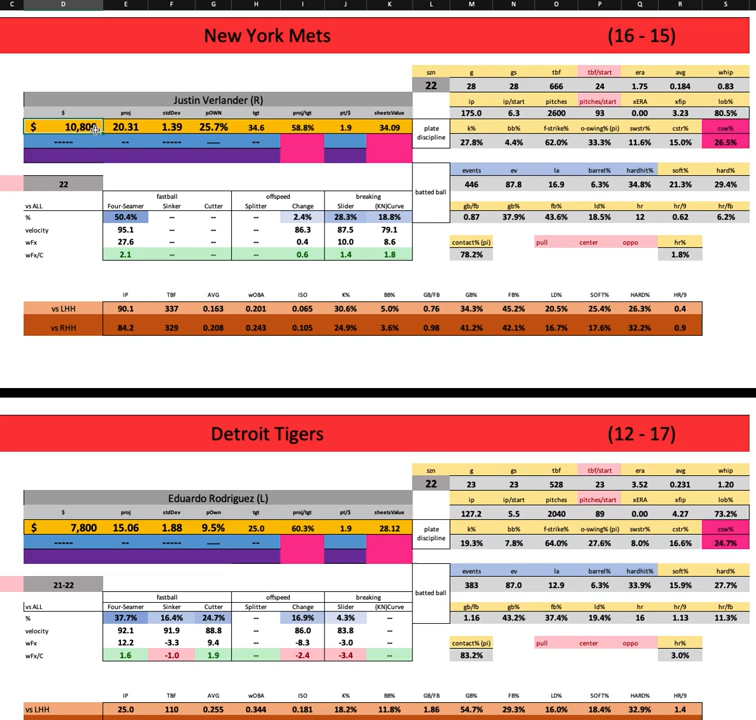 C D E F G H I J K L M N O P Q R S
New York Mets (16 - 15)
szn g gs tbf tbf/start era avg whip
22 28 28 666 24 1.75 0.184 0.83
Justin Verlander (R)
ip ip/start pitches pitches/start xERA xfip lob%
175.0 6.3 2600 93 0.00 3.23 80.5%
$ proj stdDev pOWN tgt proj/tgt pt/$ sheetsValue
$ 10,800 20.31 1.39 25.7% 34.6 58.8% 1.9 34.09
plate discipline k% bb% f-strike% o-swing% (pi) swstr% cstr% csw%
27.8% 4.4% 62.0% 33.3% 11.6% 15.0% 26.5%
----- -- -- ---- --
batted ball events ev la barrel% hardhit% soft% hard%
22 446 87.8 16.9 6.3% 34.8% 21.3% 29.4%
fastball offspeed breaking
vs ALL Four-Seamer Sinker Cutter Splitter Change Slider (KN)Curve gb/fb gb% fb% ld% hr hr/9 hr/fb
% 50.4% -- -- -- 2.4% 28.3% 18.8% 0.87 37.9% 43.6% 18.5% 12 0.62 6.2%
velocity 95.1 -- -- -- 86.3 87.5 79.1
wFx 27.6 -- -- -- 0.4 10.0 8.6 contact% (pi) pull center oppo hr%
wFx/C 2.1 -- -- -- 0.6 1.4 1.8 78.2% 1.8%
IP TBF AVG wOBA ISO K% BB% GB/FB GB% FB% LD% SOFT% HARD% HR/9
vs LHH 90.1 337 0.163 0.201 0.065 30.6% 5.0% 0.76 34.3% 45.2% 20.5% 25.4% 26.3% 0.4
vs RHH 84.2 329 0.208 0.243 0.105 24.9% 3.6% 0.98 41.2% 42.1% 16.7% 17.6% 32.2% 0.9
Detroit Tigers (12 - 17)
szn g gs tbf tbf/start era avg whip
22 23 23 528 23 3.52 0.231 1.20
Eduardo Rodriguez (L)
ip ip/start pitches pitches/start xERA xfip lob%
127.2 5.5 2040 89 0.00 4.27 73.2%
$ proj stdDev pOwn tgt proj/tgt pt/$ sheetsValue
$ 7,800 15.06 1.88 9.5% 25.0 60.3% 1.9 28.12
plate discipline k% bb% f-strike% o-swing% (pi) swstr% cstr% csw%
19.3% 7.8% 64.0% 27.6% 8.0% 16.6% 24.7%
----- -- -- ---- --
batted ball events ev la barrel% hardhit% soft% hard%
21-22 383 87.0 12.9 6.3% 33.9% 15.9% 27.7%
fastball offspeed breaking
vs ALL Four-Seamer Sinker Cutter Splitter Change Slider (KN)Curve gb/fb gb% fb% ld% hr hr/9 hr/fb
% 37.7% 16.4% 24.7% -- 16.9% 4.3% -- 1.16 43.2% 37.4% 19.4% 16 1.13 11.3%
velocity 92.1 91.9 88.8 -- 86.0 83.8 --
wFx 12.2 -3.3 9.4 -- -8.3 -3.0 -- contact% (pi) pull center oppo hr%
wFx/C 1.6 -1.0 1.9 -- -2.4 -3.4 -- 83.2% 3.0%
IP TBF AVG wOBA ISO K% BB% GB/FB GB% FB% LD% SOFT% HARD% HR/9
vs LHH 25.0 110 0.255 0.344 0.181 18.2% 11.8% 1.86 54.7% 29.3% 16.0% 18.4% 32.9% 1.4